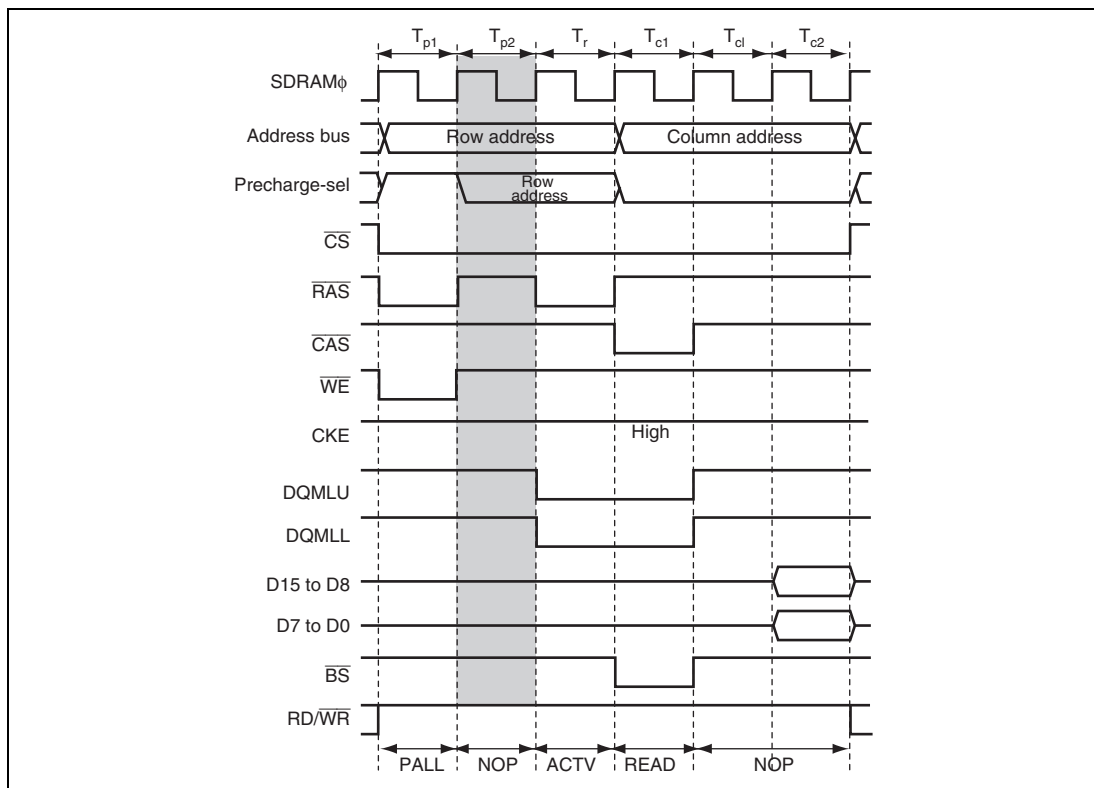 Tp1 Tp2 Tr Tc1 Tcl Tc2
SDRAMϕ
Address bus Row address Column address
Precharge-sel Row
address
CS
RAS
CAS
WE
CKE High
DQMLU
DQMLL
D15 to D8
D7 to D0
BS
RD/WR
PALL NOP ACTV READ NOP